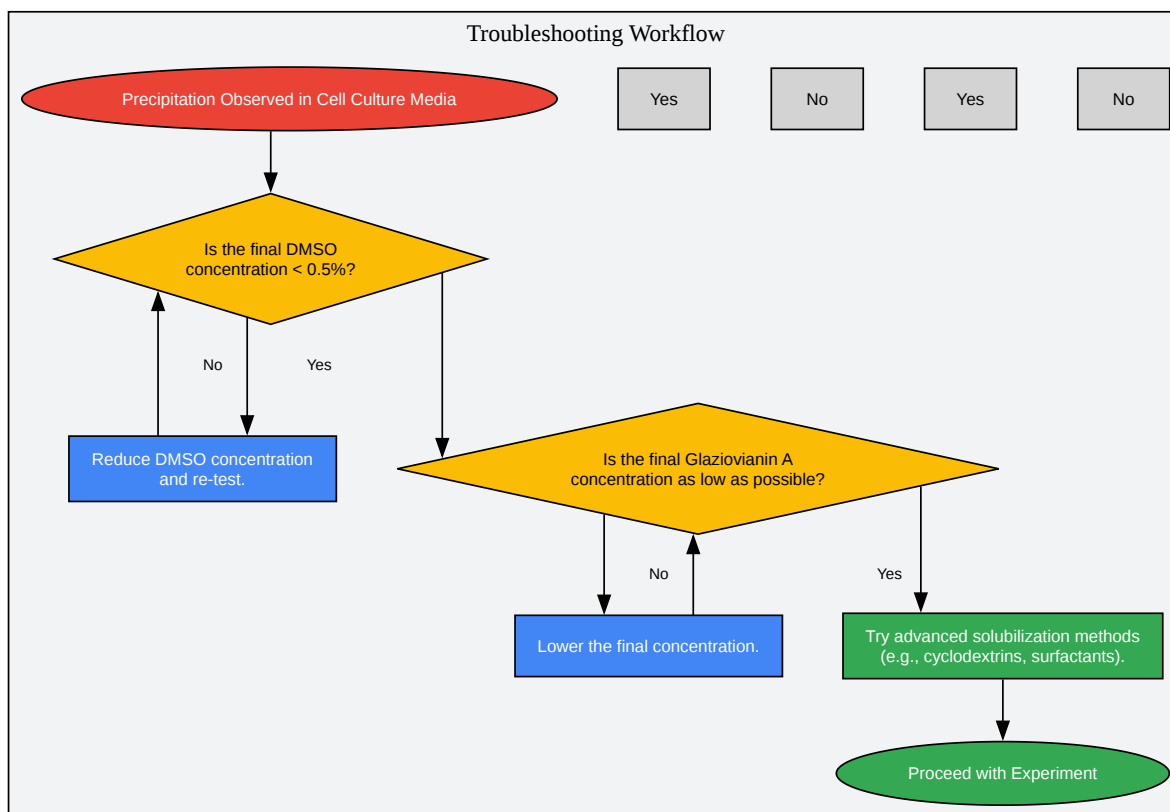 Troubleshooting Workflow
Precipitation Observed in Cell Culture Media
Yes
No
Yes
No
Is the final DMSO
concentration < 0.5%?
No
Yes
Reduce DMSO concentration
and re-test.
Is the final Glaziovianin A
concentration as low as possible?
No
Yes
Lower the final concentration.
Try advanced solubilization methods
(e.g., cyclodextrins, surfactants).
Proceed with Experiment